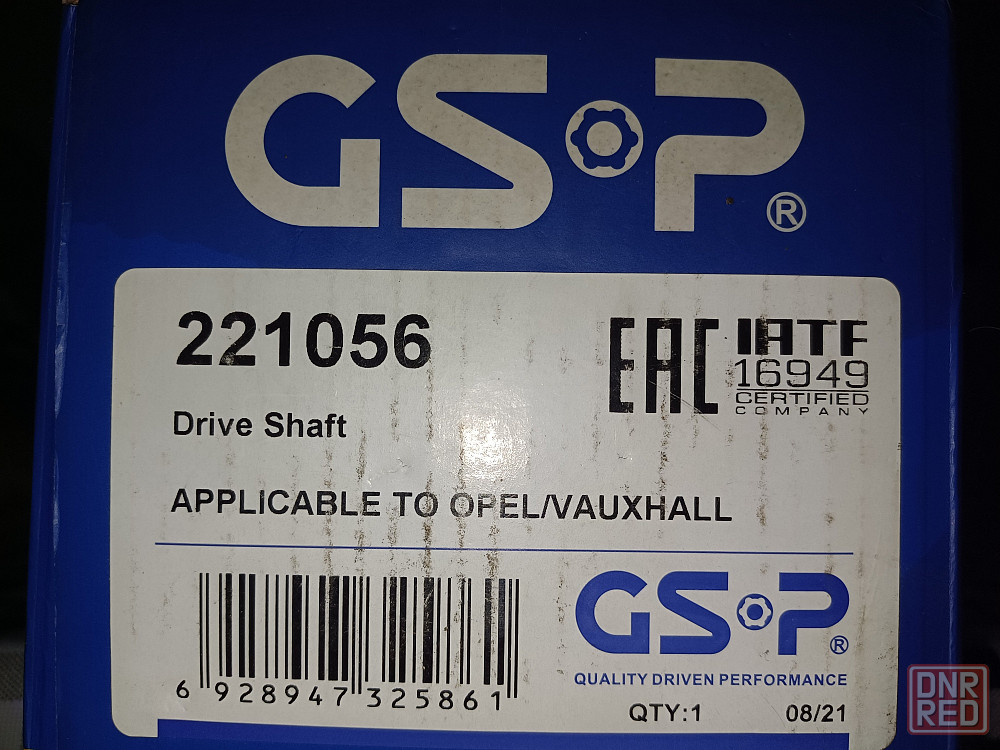 GSP®
221056
EAC
IATF
16949
CERTIFIED
COMPANY
Drive Shaft
APPLICABLE TO OPEL/VAUXHALL
6 928947 325861
GSP®
QUALITY DRIVEN PERFORMANCE
QTY:1 08/21
DNR
RED